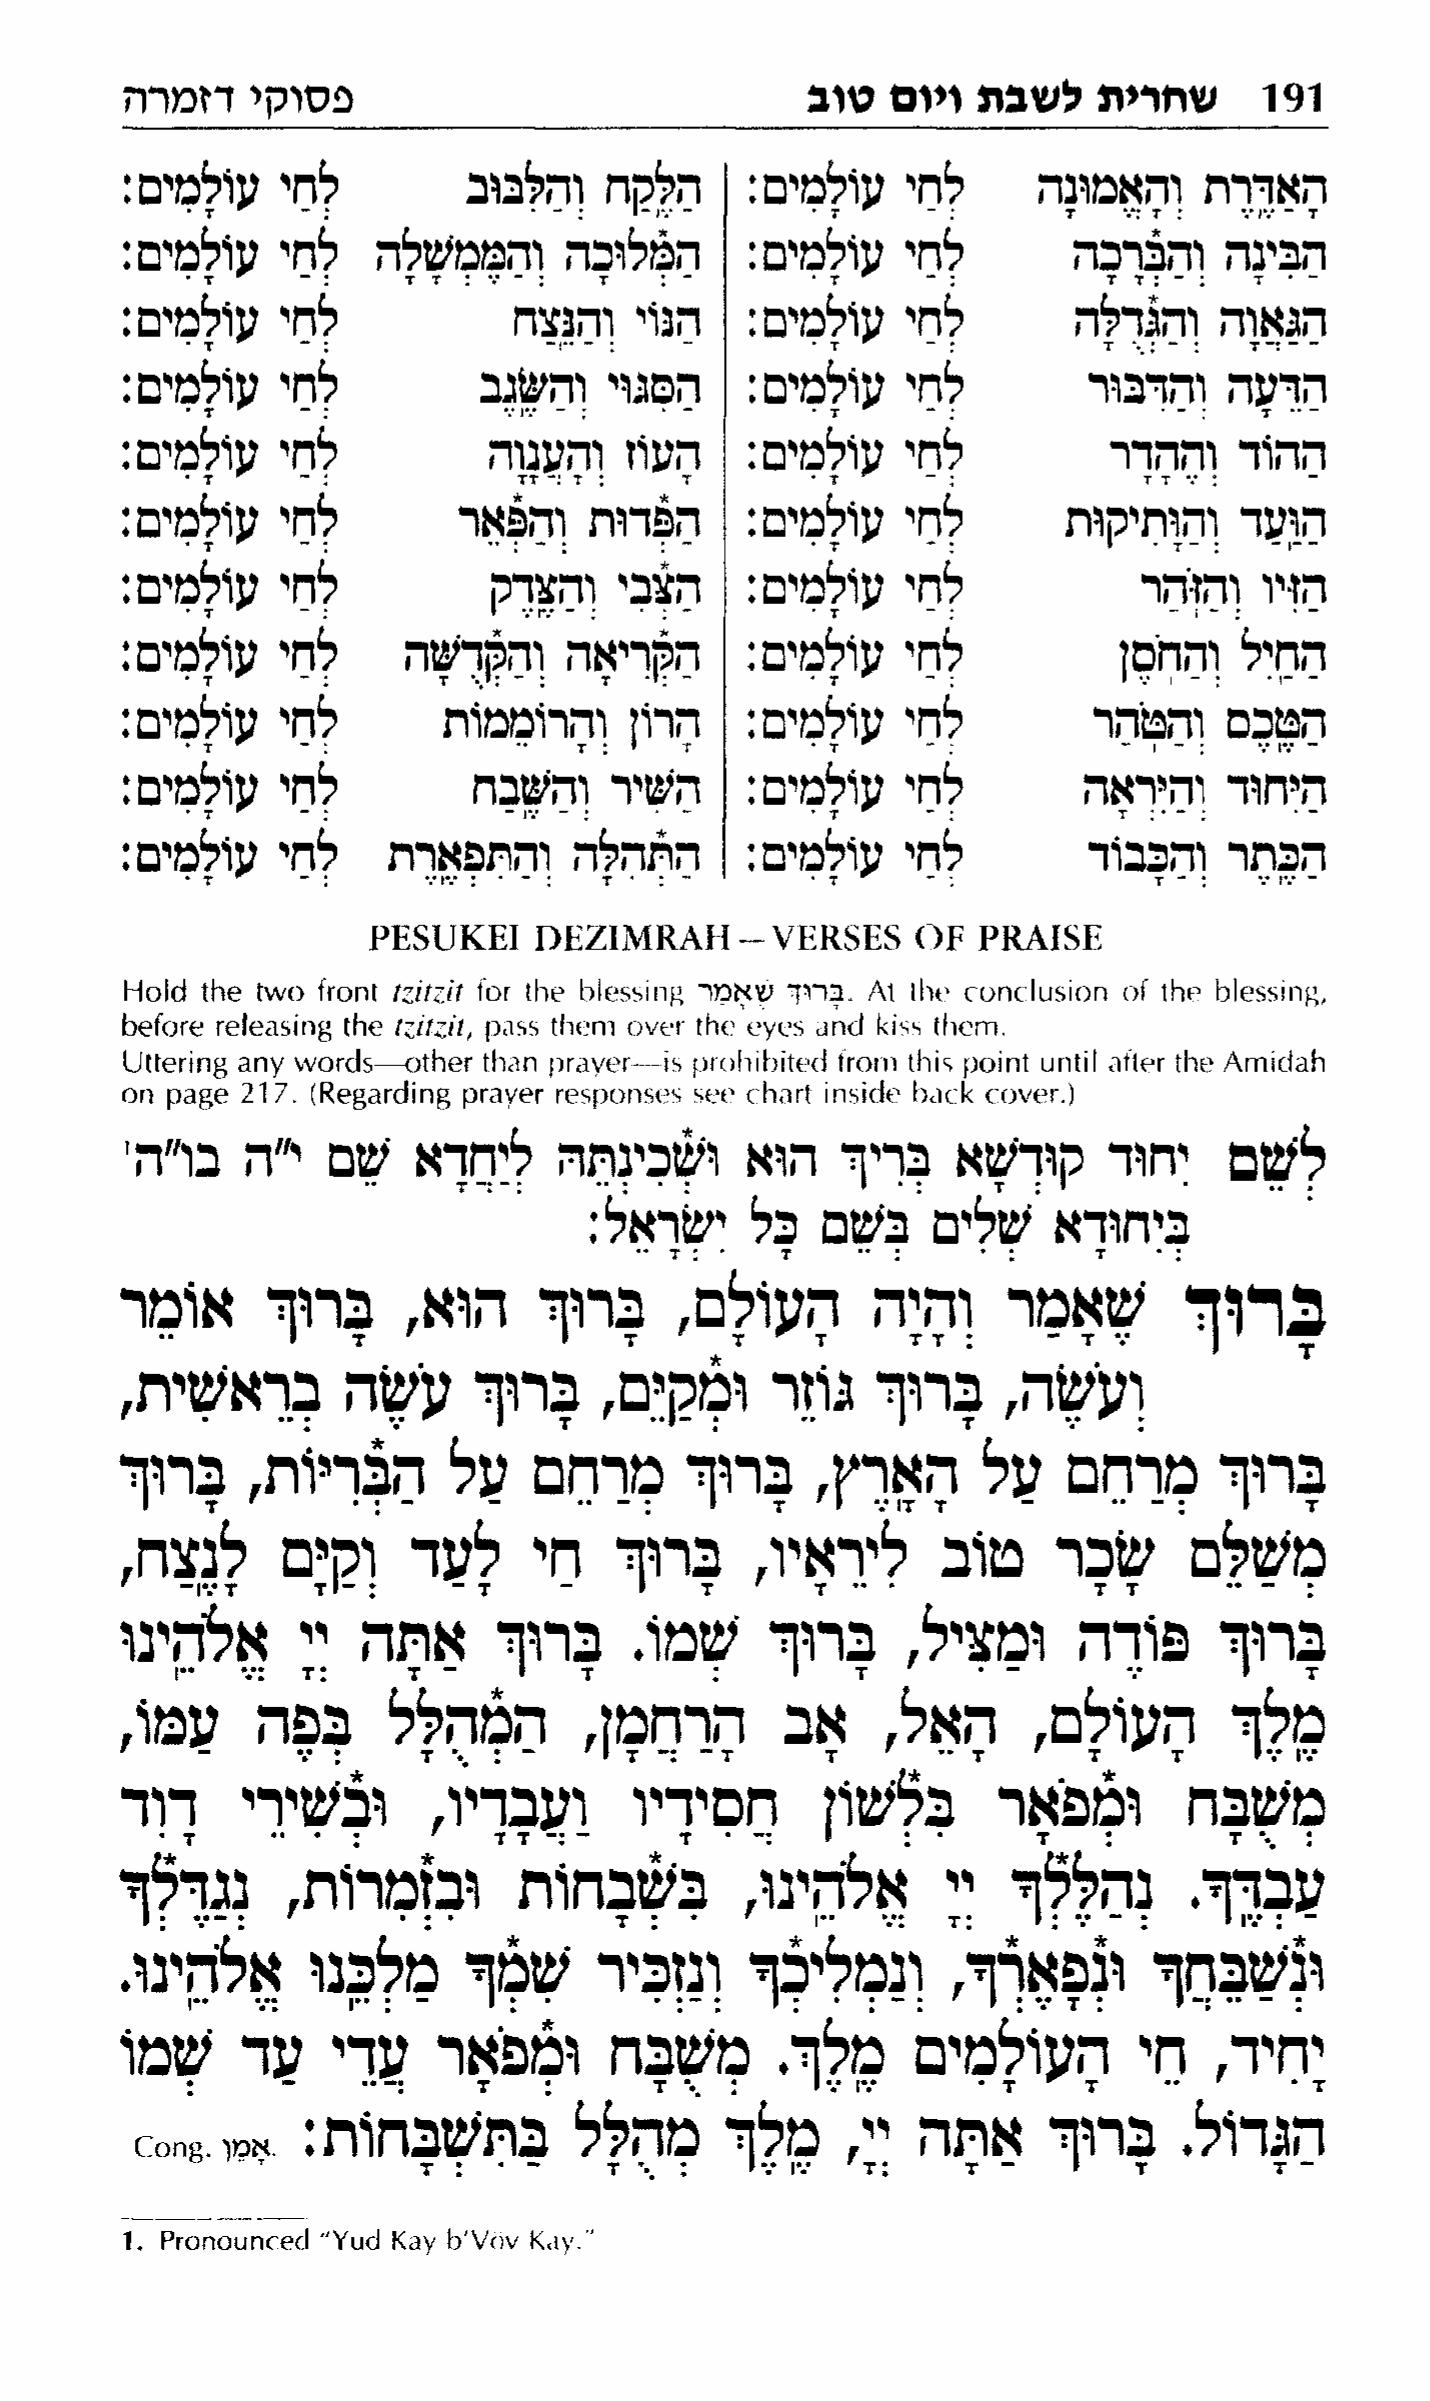 191 שחרית לשבת ויום טוב פסוקי דזמרה
הָאַדֶּרֶת וְהָאֱמוּנָה לְחַי עוֹלָמִים:
הַבִּינָה וְהַבְּ֯רָכָה לְחַי עוֹלָמִים:
הַגַּאֲוָה וְהַגְּ֯דֻלָּה לְחַי עוֹלָמִים:
הַדֵּעָה וְהַדִּבּוּר לְחַי עוֹלָמִים:
הַהוֹד וְהֶהָדָר לְחַי עוֹלָמִים:
הַוַּעַד וְהַוָּתִיקוּת לְחַי עוֹלָמִים:
הַזִּיו וְהַזֹּהַר לְחַי עוֹלָמִים:
הַחַיִל וְהַחֹסֶן לְחַי עוֹלָמִים:
הַטֶּכֶס וְהַטֹּהַר לְחַי עוֹלָמִים:
הַיִּחוּד וְהַיִּרְאָה לְחַי עוֹלָמִים:
הַכֶּתֶר וְהַכָּבוֹד לְחַי עוֹלָמִים:
הַלֶּקַח וְהַלִּבּוּב לְחַי עוֹלָמִים:
הַמְּ*לוּכָה וְהַמֶּמְשָׁלָה לְחַי עוֹלָמִים:
הַנּוֹי וְהַנֵּצַח לְחַי עוֹלָמִים:
הַסִּגּוּי וְהַשֶּׂגֶב לְחַי עוֹלָמִים:
הָעוֹז וְהָעֲנָוָה לְחַי עוֹלָמִים:
הַפְּ*דוּת וְהַפְּ*אֵר לְחַי עוֹלָמִים:
הַצְּ*בִי וְהַצֶּדֶק לְחַי עוֹלָמִים:
הַקְּ*רִיאָה וְהַקְּ*דֻשָּׁה לְחַי עוֹלָמִים:
הָרוֹן וְהָרוֹמֵמוֹת לְחַי עוֹלָמִים:
הַשִּׁיר וְהַשֶּׁבַח לְחַי עוֹלָמִים:
הַתְּ*הִלָּה וְהַתִּפְאֶרֶת לְחַי עוֹלָמִים:
PESUKEI DEZIMRAH – VERSES OF PRAISE
Hold the two front tzitzit for the blessing בָּרוּךְ שֶׁאָמַר. At the conclusion of the blessing,
before releasing the tzitzit, pass them over the eyes and kiss them.
Uttering any words—other than prayer—is prohibited from this point until after the Amidah
on page 217. (Regarding prayer responses see chart inside back cover.)
לְשֵׁם יִחוּד קוּדְשָׁא בְּרִיךְ הוּא וּשְׁ*כִינְתֵּהּ לְיַחֲדָא שֵׁם י"ה בו"ה¹
בְּיִחוּדָא שְׁלִים בְּשֵׁם כָּל יִשְׂרָאֵל:
בָּרוּךְ שֶׁאָמַר וְהָיָה הָעוֹלָם, בָּרוּךְ הוּא, בָּרוּךְ אוֹמֵר
וְעֹשֶׂה, בָּרוּךְ גּוֹזֵר וּמְ*קַיֵּם, בָּרוּךְ עֹשֶׂה בְרֵאשִׁית,
בָּרוּךְ מְרַחֵם עַל הָאָרֶץ, בָּרוּךְ מְרַחֵם עַל הַבְּ*רִיּוֹת, בָּרוּךְ
מְשַׁלֵּם שָׂכָר טוֹב לִירֵאָיו, בָּרוּךְ חַי לָעַד וְקַיָּם לָנֶצַח,
בָּרוּךְ פּוֹדֶה וּמַצִּיל, בָּרוּךְ שְׁמוֹ. בָּרוּךְ אַתָּה יְיָ אֱלֹהֵינוּ
מֶלֶךְ הָעוֹלָם, הָאֵל, אָב הָרַחֲמָן, הַמְ*הֻלָּל בְּפֶה עַמּוֹ,
מְשֻׁבָּח וּמְ*פֹאָר בִּלְ*שׁוֹן חֲסִידָיו וַעֲבָדָיו, וּבְ*שִׁירֵי דָוִד
עַבְדֶּךָ. נְהַלֶּלְ*ךָ יְיָ אֱלֹהֵינוּ, בִּשְׁ*בָחוֹת וּבִזְ*מִרוֹת, נְגַדֶּלְ*ךָ
וּנְ*שַׁבֵּחֲךָ וּנְ*פָאֶרְ*ךָ, וְנַמְלִיכְ*ךָ וְנַזְכִּיר שִׁמְ*ךָ מַלְכֵּנוּ אֱלֹהֵינוּ.
יָחִיד, חֵי הָעוֹלָמִים מֶלֶךְ. מְשֻׁבָּח וּמְ*פֹאָר עֲדֵי עַד שְׁמוֹ
הַגָּדוֹל. בָּרוּךְ אַתָּה יְיָ, מֶלֶךְ מְהֻלָּל בַּתִּשְׁבָּחוֹת: Cong. אָמֵן.
1. Pronounced "Yud Kay b'Vov Kay."